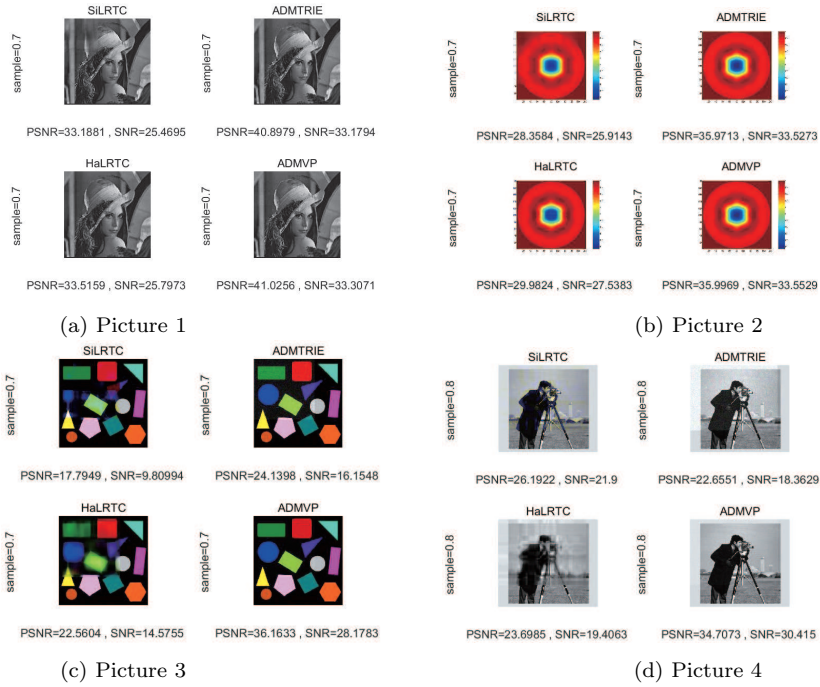 SiLRTC
ADMTRIE
sample=0.7
sample=0.7
PSNR=33.1881 , SNR=25.4695
PSNR=40.8979 , SNR=33.1794
HaLRTC
ADMVP
sample=0.7
sample=0.7
PSNR=33.5159 , SNR=25.7973
PSNR=41.0256 , SNR=33.3071
(a) Picture 1
SiLRTC
ADMTRIE
sample=0.7
sample=0.7
PSNR=28.3584 , SNR=25.9143
PSNR=35.9713 , SNR=33.5273
HaLRTC
ADMVP
sample=0.7
sample=0.7
PSNR=29.9824 , SNR=27.5383
PSNR=35.9969 , SNR=33.5529
(b) Picture 2
SiLRTC
ADMTRIE
sample=0.7
sample=0.7
PSNR=17.7949 , SNR=9.80994
PSNR=24.1398 , SNR=16.1548
HaLRTC
ADMVP
sample=0.7
sample=0.7
PSNR=22.5604 , SNR=14.5755
PSNR=36.1633 , SNR=28.1783
(c) Picture 3
SiLRTC
ADMTRIE
sample=0.8
sample=0.8
PSNR=26.1922 , SNR=21.9
PSNR=22.6551 , SNR=18.3629
HaLRTC
ADMVP
sample=0.8
sample=0.8
PSNR=23.6985 , SNR=19.4063
PSNR=34.7073 , SNR=30.415
(d) Picture 4